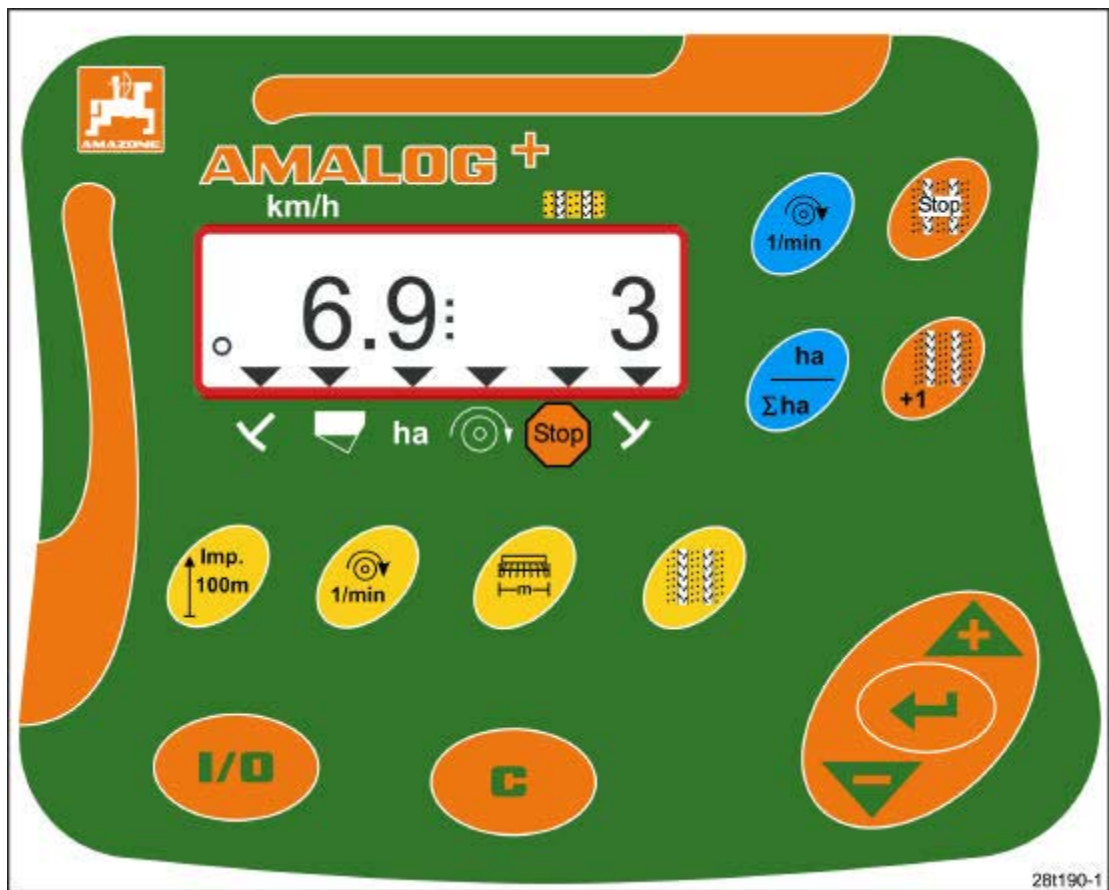 AMAZONE
AMALOG+
km/h
6.9 3
ha
Stop
1/min
Stop
ha
Σha
+1
Imp.
100m
1/min
m
I/O
C
+
-
28t190-1